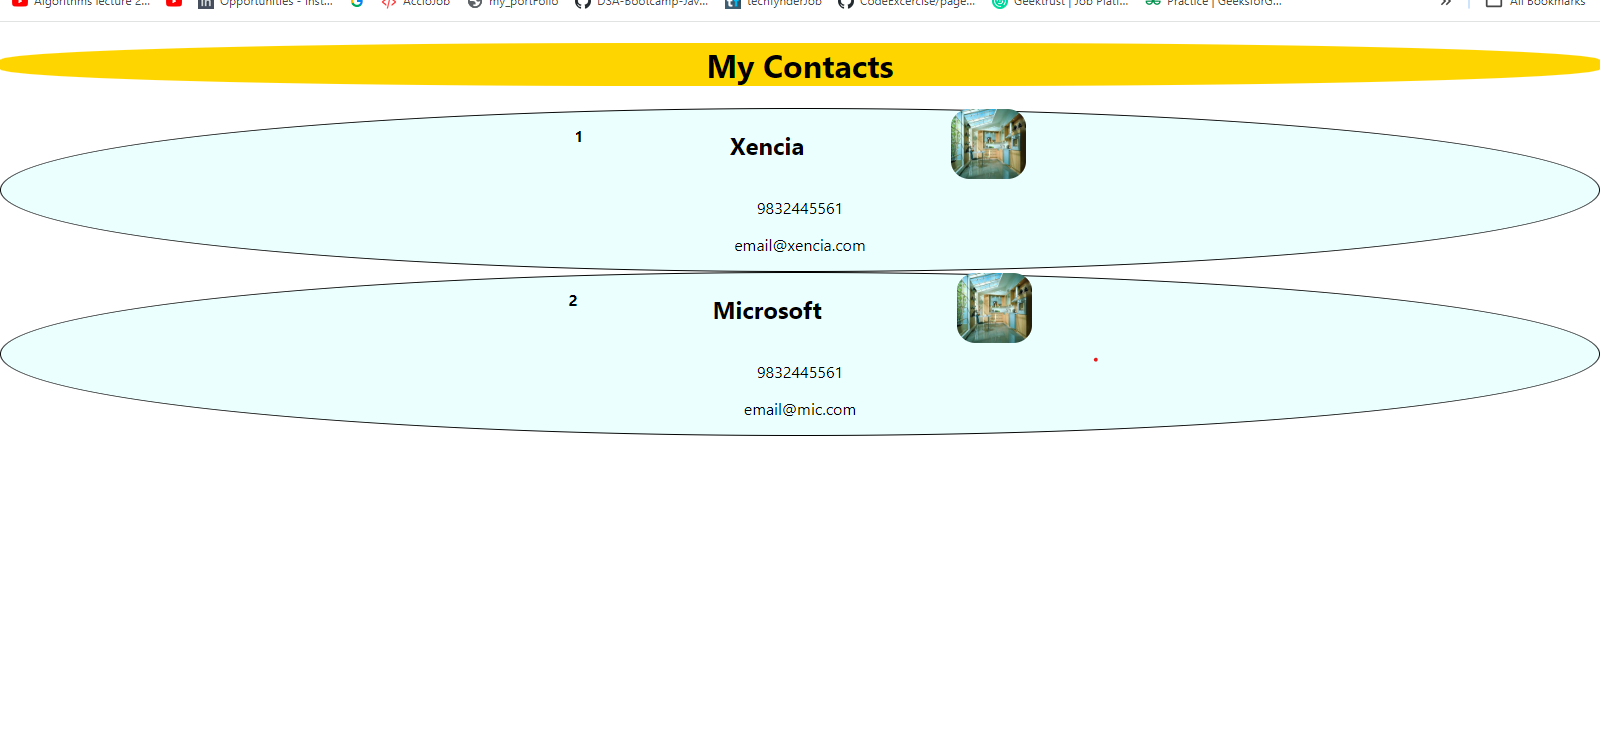 Algorithms lecture 2...
Opportunities - Inst...
AccioJob
my_portFolio
DSA-Bootcamp-Jav...
techfynderJob
CodeExcercise/page...
Geektrust | Job Platf...
Practice | GeeksforG...
»
All Bookmarks
My Contacts
1
Xencia
9832445561
email@xencia.com
2
Microsoft
9832445561
email@mic.com